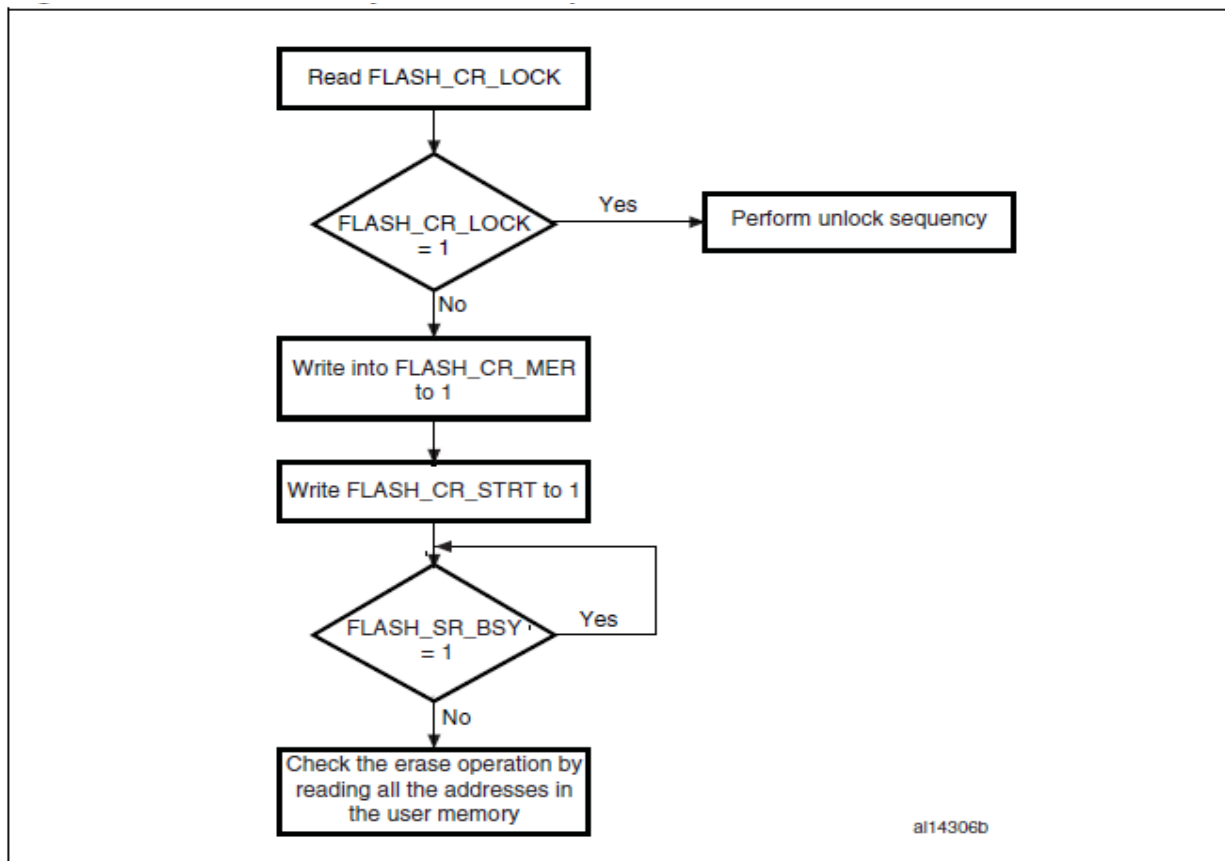 Read FLASH_CR_LOCK
FLASH_CR_LOCK
= 1
Yes
Perform unlock sequency
No
Write into FLASH_CR_MER
to 1
Write FLASH_CR_STRT to 1
FLASH_SR_BSY
= 1
Yes
No
Check the erase operation by
reading all the addresses in
the user memory
ai14306b